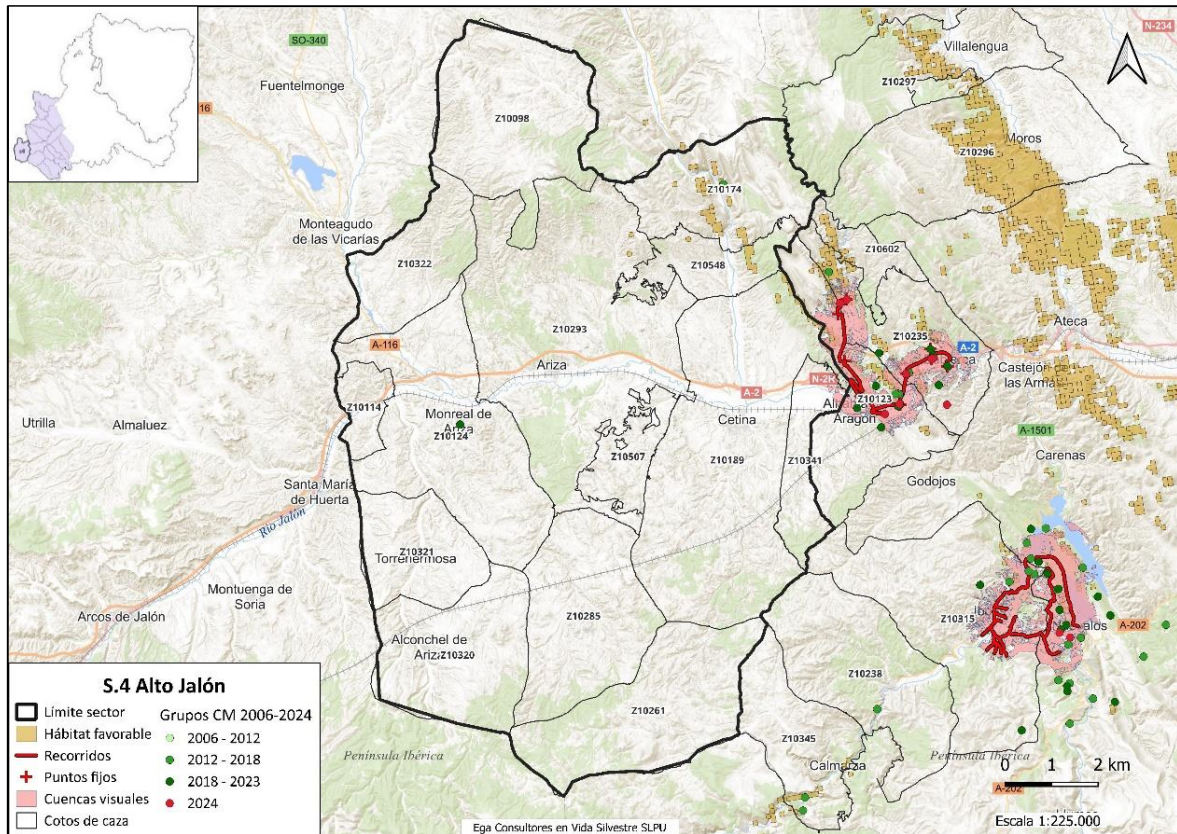 N-234
SO-340
Villalengua
Fuentelmonge
16
Z10297
Z10098
Moros
Z10296
Z10174
Monteagudo
de las Vicarías
Z10602
Z10322
Z10548
Ateca
Z10293
Z10235
A-2
A-116
Ariza
Castejón
de las Armas
N-2R
A-2
Z10114
Z10123
Monreal de
Ariza
Z10124
Cetina
Aragón
A-1501
Utrilla
Almaluez
Carenas
Z10507
Z10189
Z10341
Santa María
de Huerta
Godojos
Río Jalón
Z10321
Torrehermosa
Montuenga de
Soria
Arcos de Jalón
Z10285
Z10315
A-202
Alconchel de
Ariza
Z10320
Z10238
S.4 Alto Jalón
Límite sector
Hábitat favorable
Recorridos
Puntos fijos
Cuencas visuales
Cotos de caza
Grupos CM 2006-2024
2006 - 2012
2012 - 2018
2018 - 2023
2024
Z10261
Z10345
Península Ibérica
Península Ibérica
Calmarza
0 1 2 km
A-202
Escala 1:225.000
Ega Consultores en Vida Silvestre SLPU